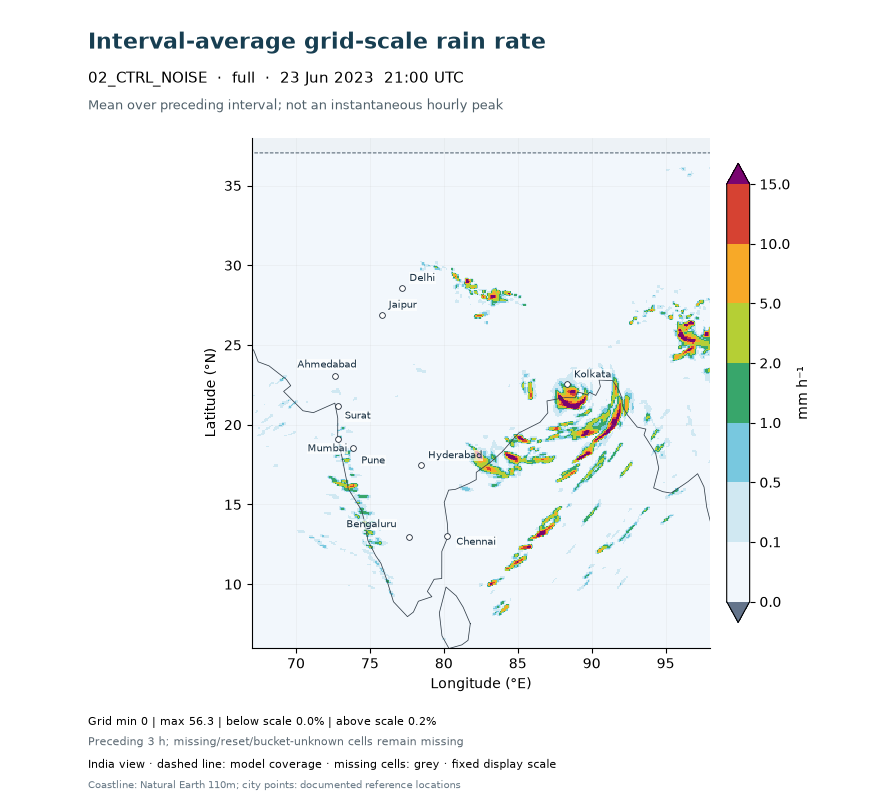 Interval-average grid-scale rain rate
02_CTRL_NOISE · full · 23 Jun 2023 21:00 UTC
Mean over preceding interval; not an instantaneous hourly peak
35
30
25
20
15
10
Latitude (°N)
Delhi
Jaipur
Ahmedabad
Kolkata
Surat
Mumbai
Pune
Hyderabad
Bengaluru
Chennai
70
75
80
85
90
95
Longitude (°E)
15.0
10.0
5.0
2.0
1.0
0.5
0.1
0.0
mm h⁻¹
Grid min 0 | max 56.3 | below scale 0.0% | above scale 0.2%
Preceding 3 h; missing/reset/bucket-unknown cells remain missing
India view · dashed line: model coverage · missing cells: grey · fixed display scale
Coastline: Natural Earth 110m; city points: documented reference locations